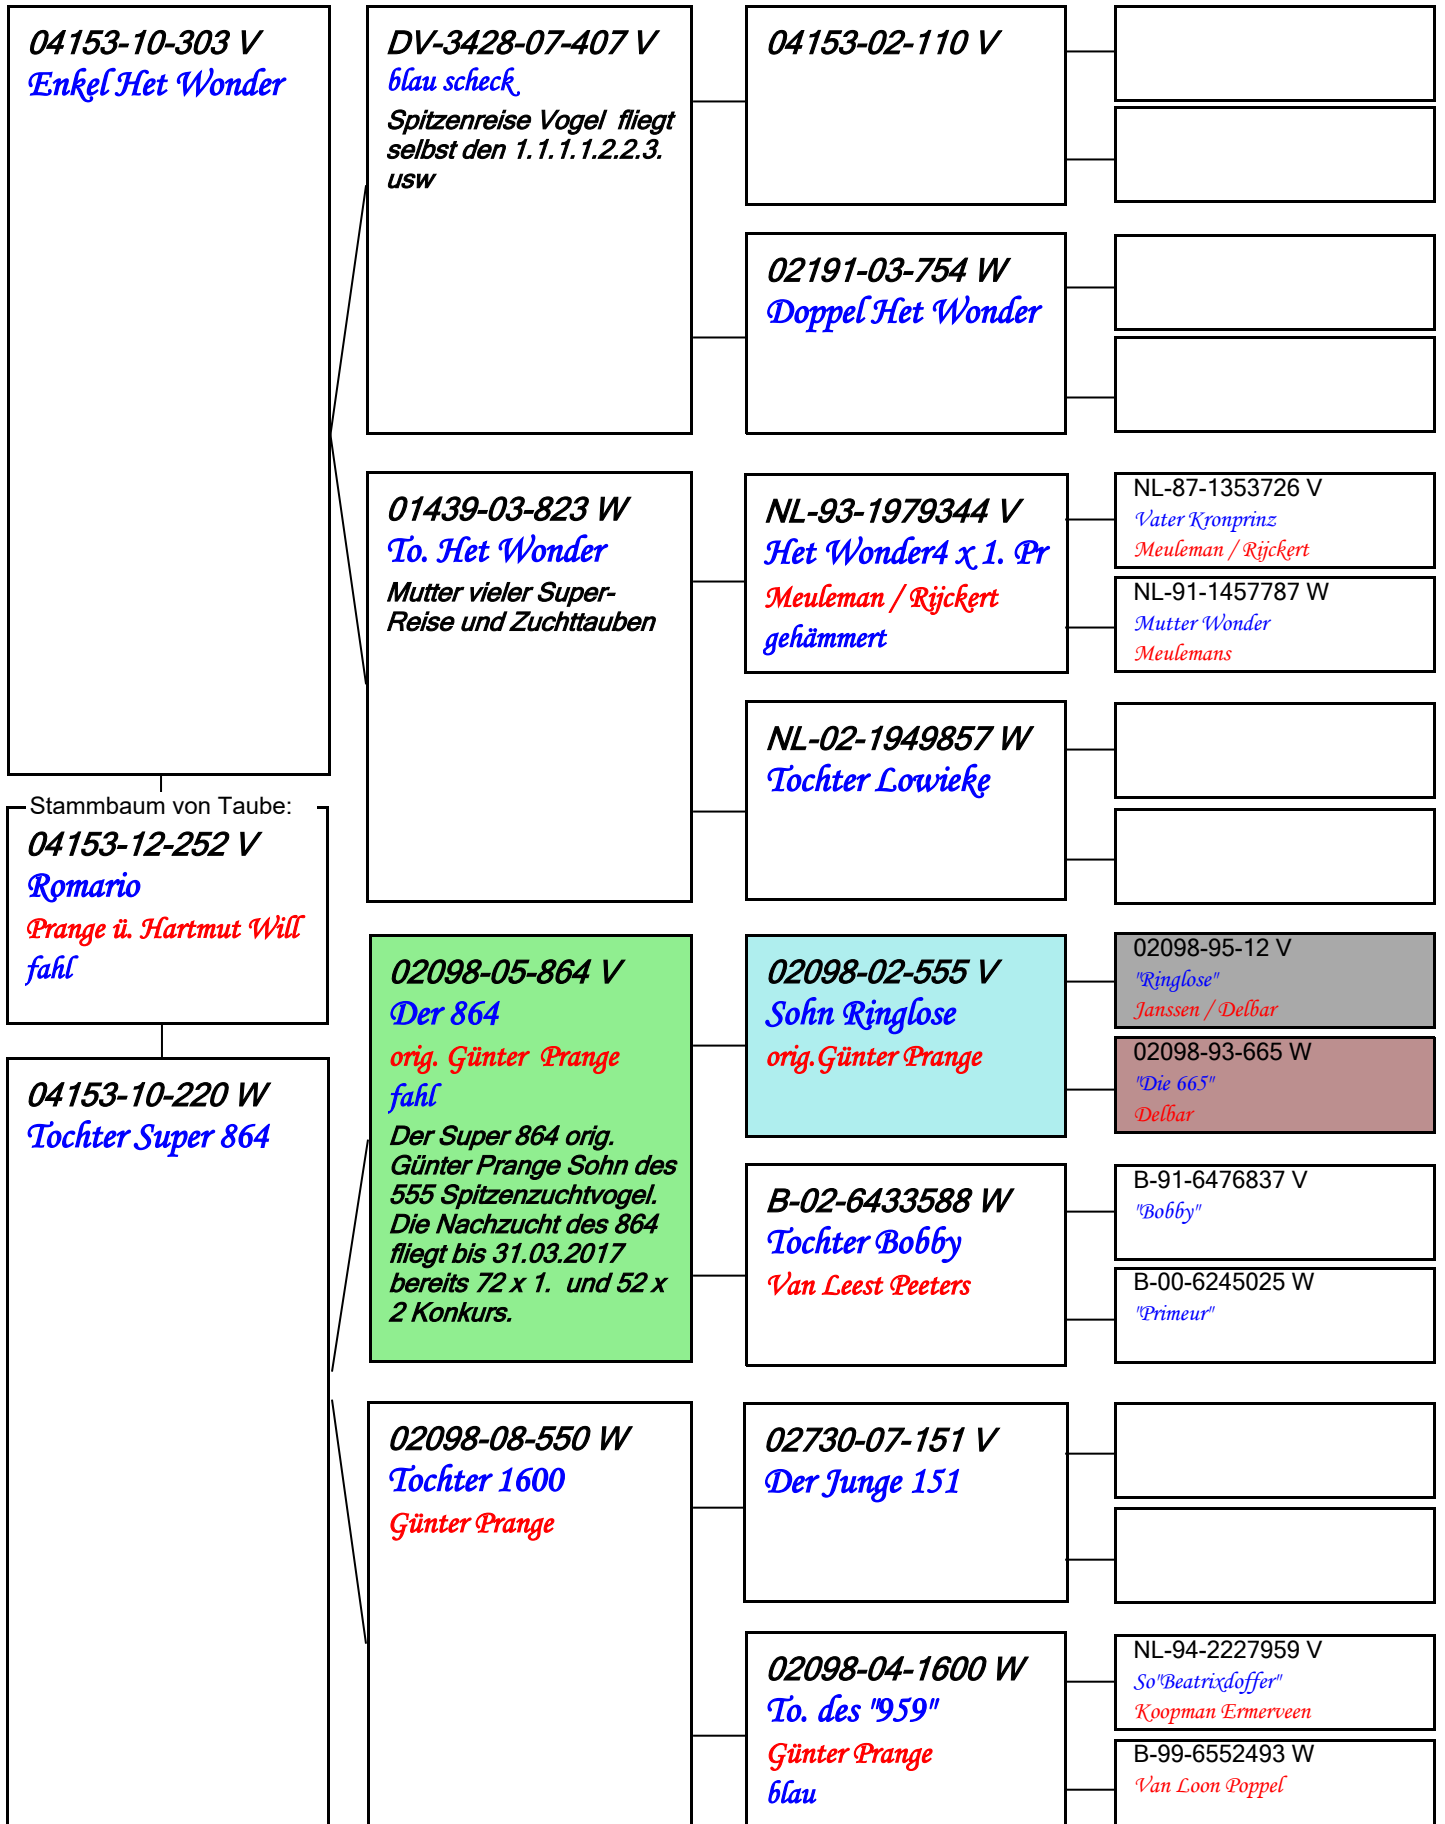 04153-10-303 V
Enkel Het Wonder
DV-3428-07-407 V
blau scheck
Spitzenreise Vogel fliegt
selbst den 1.1.1.1.2.2.3.
usw
04153-02-110 V
02191-03-754 W
Doppel Het Wonder
01439-03-823 W
To. Het Wonder
Mutter vieler Super-
Reise und Zuchttauben
NL-93-1979344 V
Het Wonder4 x 1. Pr
Meuleman / Rijckert
gehämmert
NL-87-1353726 V
Vater Kronprinz
Meuleman / Rijckert
NL-91-1457787 W
Mutter Wonder
Meulemans
NL-02-1949857 W
Tochter Lowieke
Stammbaum von Taube:
04153-12-252 V
Romario
Prange ü. Hartmut Will
fahl
04153-10-220 W
Tochter Super 864
02098-05-864 V
Der 864
orig. Günter Prange
fahl
Der Super 864 orig.
Günter Prange Sohn des
555 Spitzenzuchtvogel.
Die Nachzucht des 864
fliegt bis 31.03.2017
bereits 72 x 1. und 52 x
2 Konkurs.
02098-02-555 V
Sohn Ringlose
orig.Günter Prange
02098-95-12 V
"Ringlose"
Janssen / Delbar
02098-93-665 W
"Die 665"
Delbar
B-02-6433588 W
Tochter Bobby
Van Leest Peeters
B-91-6476837 V
"Bobby"
B-00-6245025 W
"Primeur"
02098-08-550 W
Tochter 1600
Günter Prange
02730-07-151 V
Der Junge 151
02098-04-1600 W
To. des "959"
Günter Prange
blau
NL-94-2227959 V
So"Beatrixdoffer"
Koopman Ermerveen
B-99-6552493 W
Van Loon Poppel